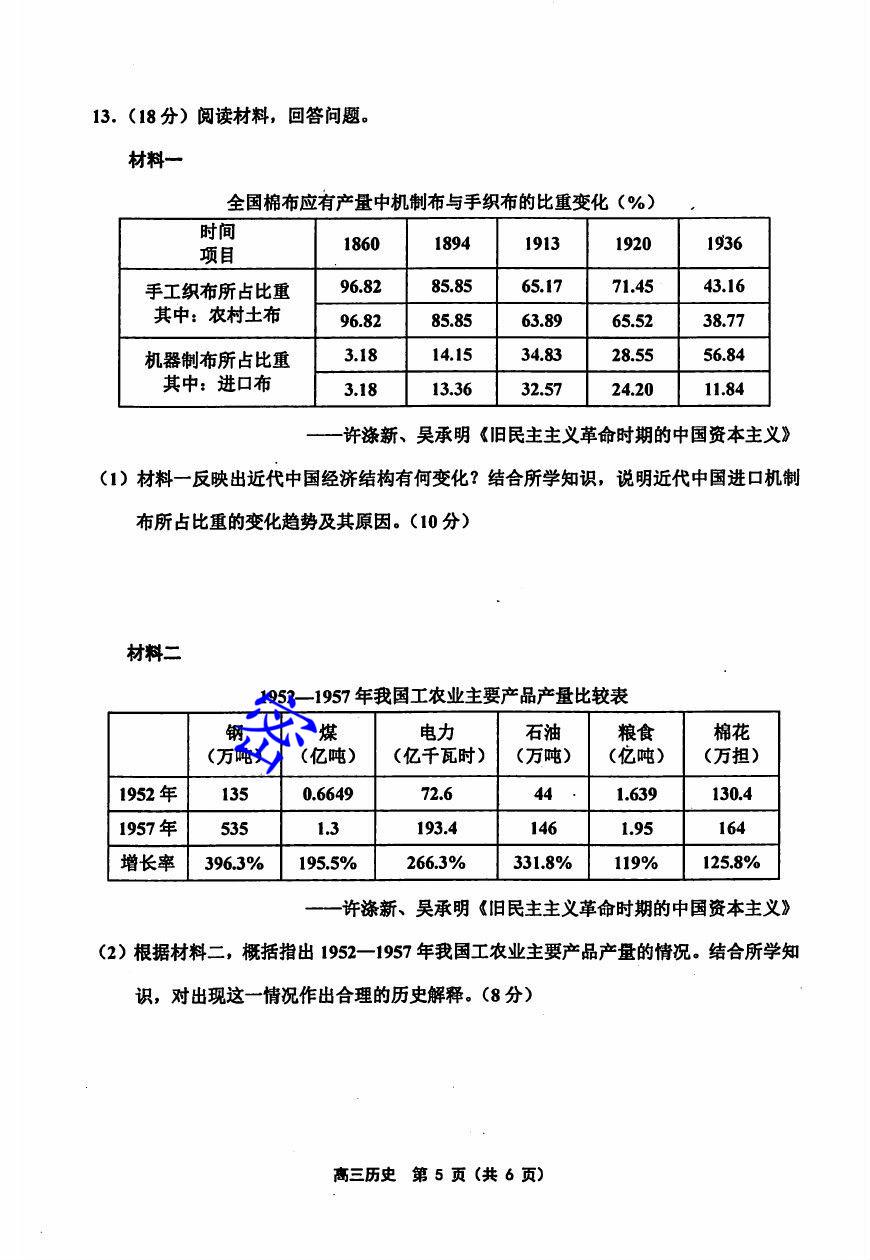 13.（18 分）阅读材料，回答问题。
材料一
全国棉布应有产量中机制布与手织布的比重变化（%）
时间 项目 1860 1894 1913 1920 1936
手工织布所占比重 96.82 85.85 65.17 71.45 43.16
其中：农村土布 96.82 85.85 63.89 65.52 38.77
机器制布所占比重 3.18 14.15 34.83 28.55 56.84
其中：进口布 3.18 13.36 32.57 24.20 11.84
——许涤新、吴承明《旧民主主义革命时期的中国资本主义》
（1）材料一反映出近代中国经济结构有何变化？结合所学知识，说明近代中国进口机制
布所占比重的变化趋势及其原因。（10 分）
材料二
1952—1957 年我国工农业主要产品产量比较表
钢 煤 电力 石油 粮食 棉花
（万吨） （亿吨） （亿千瓦时） （万吨） （亿吨） （万担）
1952 年 135 0.6649 72.6 44 1.639 130.4
1957 年 535 1.3 193.4 146 1.95 164
增长率 396.3% 195.5% 266.3% 331.8% 119% 125.8%
——许涤新、吴承明《旧民主主义革命时期的中国资本主义》
（2）根据材料二，概括指出 1952—1957 年我国工农业主要产品产量的情况。结合所学知
识，对出现这一情况作出合理的历史解释。（8 分）
密
高三历史 第 5 页（共 6 页）